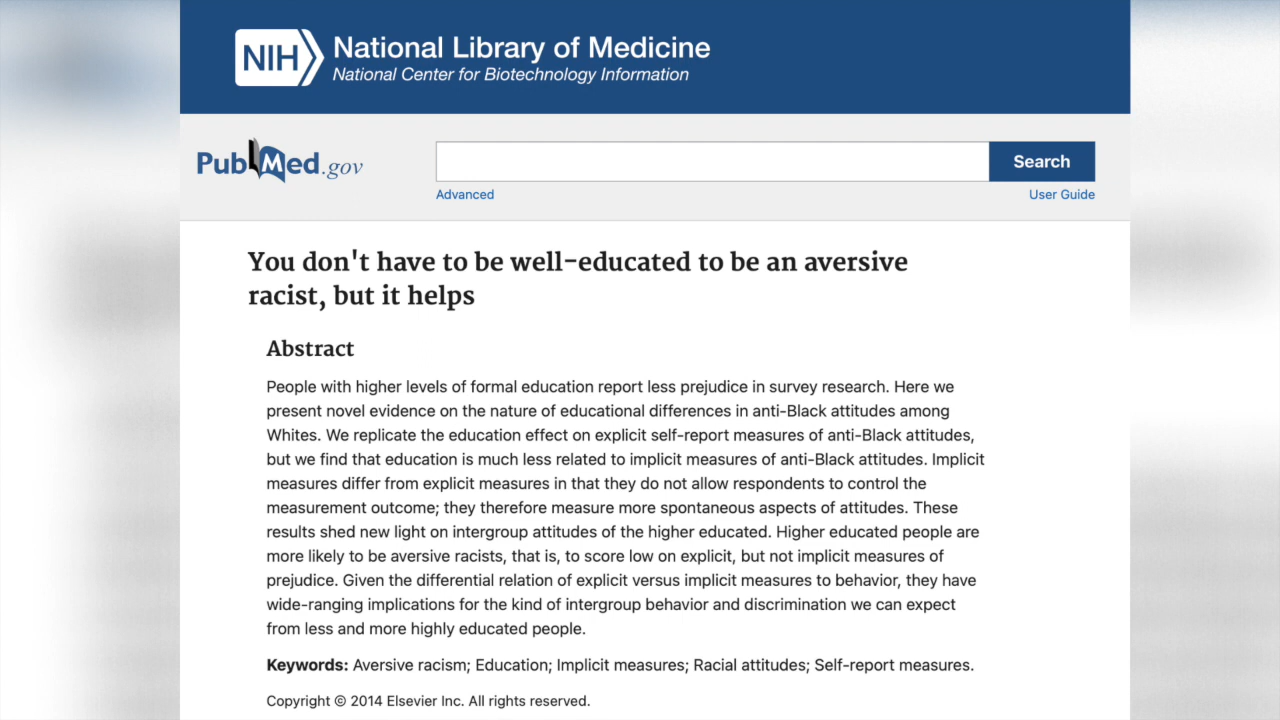 NIH
National Library of Medicine
National Center for Biotechnology Information
PubMed.gov
Search
Advanced
User Guide
You don't have to be well-educated to be an aversive
racist, but it helps
Abstract
People with higher levels of formal education report less prejudice in survey research. Here we
present novel evidence on the nature of educational differences in anti-Black attitudes among
Whites. We replicate the education effect on explicit self-report measures of anti-Black attitudes,
but we find that education is much less related to implicit measures of anti-Black attitudes. Implicit
measures differ from explicit measures in that they do not allow respondents to control the
measurement outcome; they therefore measure more spontaneous aspects of attitudes. These
results shed new light on intergroup attitudes of the higher educated. Higher educated people are
more likely to be aversive racists, that is, to score low on explicit, but not implicit measures of
prejudice. Given the differential relation of explicit versus implicit measures to behavior, they have
wide-ranging implications for the kind of intergroup behavior and discrimination we can expect
from less and more highly educated people.
Keywords: Aversive racism; Education; Implicit measures; Racial attitudes; Self-report measures.
Copyright © 2014 Elsevier Inc. All rights reserved.